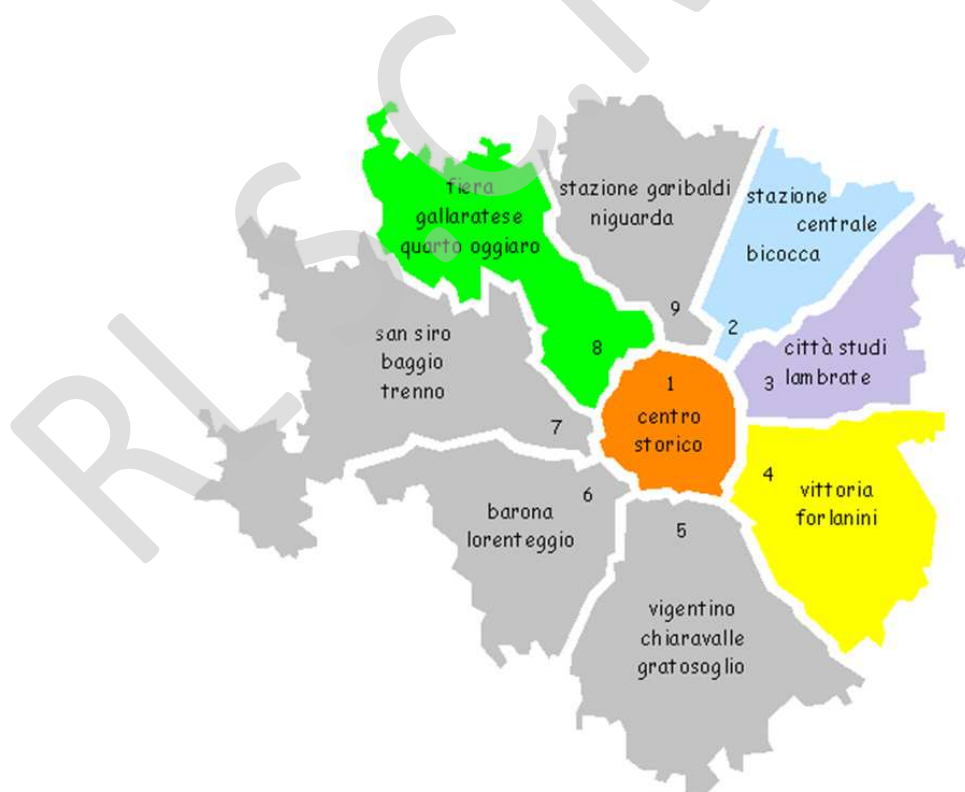 fiera
gallaratese
quarto oggiaro
8
stazione garibaldi
niguarda
9
stazione
centrale
bicocca
2
città studi
lambrate
3
san siro
baggio
trenno
7
1
centro
storico
4
vittoria
forlanini
6
barona
lorenteggio
5
vigentino
chiaravalle
gratosoglio